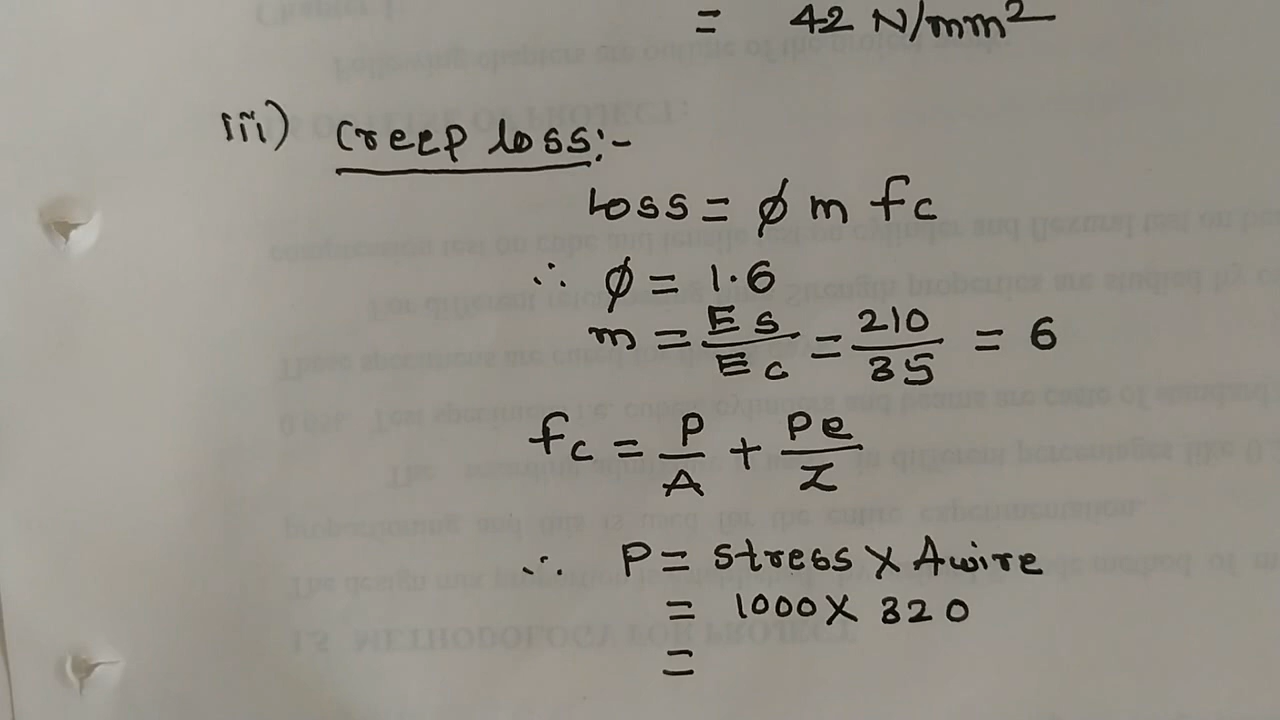 = 42 N/mm²
iii) Creep loss:-
Loss = ϕ m fc
∴ ϕ = 1.6
m = Es/Ec = 210/35 = 6
fc = P/A + Pe/Z
∴ P = stress X Awire
= 1000 X 320
=